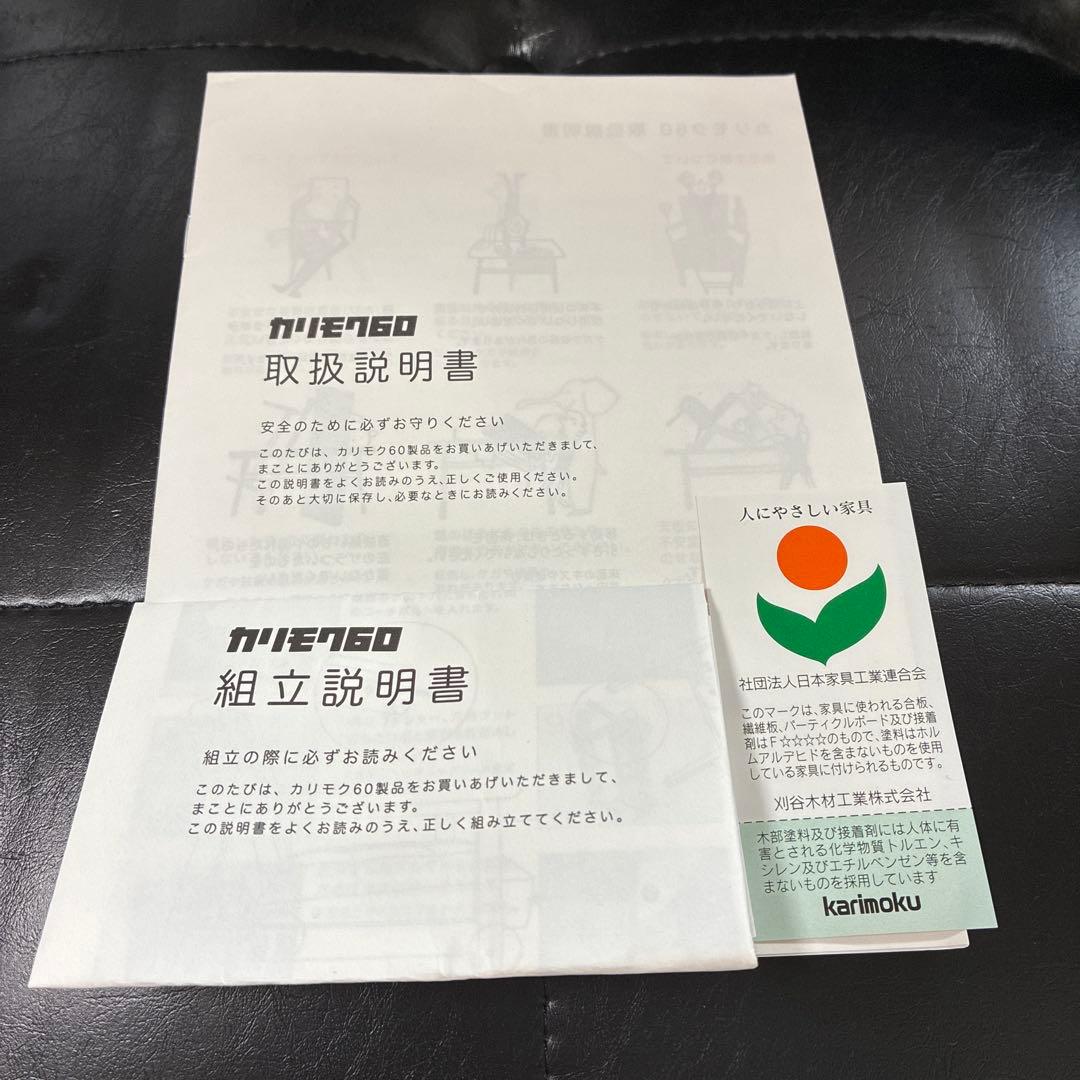 カリモク60
取扱説明書
安全のために必ずお守りください
このたびは、カリモク60製品をお買いあげいただきまして、
まことにありがとうございます。
この説明書をよくお読みのうえ、正しくご使用ください。
そのあと大切に保存し、必要なときにお読みください。
カリモク60
組立説明書
組立の際に必ずお読みください
このたびは、カリモク60製品をお買いあげいただきまして、
まことにありがとうございます。
この説明書をよくお読みのうえ、正しく組み立ててください。
人にやさしい家具
社団法人日本家具工業連合会
このマークは、家具に使われる合板、
繊維板、パーティクルボード及び接着
剤はF☆☆☆☆のもので、塗料はホル
ムアルデヒドを含まないものを使用
している家具に付けられるものです。
刈谷木材工業株式会社
木部塗料及び接着剤には人体に有
害とされる化学物質トルエン、キ
シレン及びエチルベンゼン等を含
まないものを採用しています
karimoku